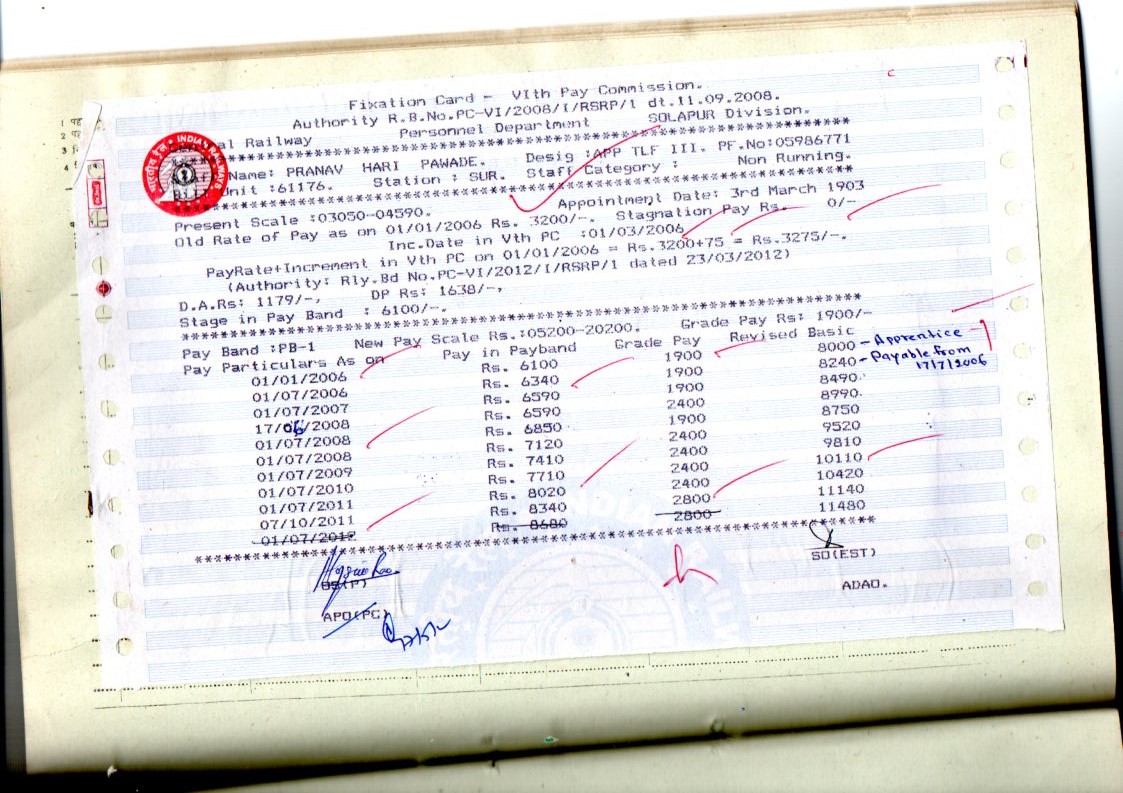 Fixation Card - VIth Pay Commission.
Authority R.B.No.PC-VI/2008/I/RSRP/1 dt.11.09.2008.
al Railway Personnel Department SOLAPUR Division.
*****************************************************
Name: PRANAV HARI PAWADE. Desig :APP TLF III. PF.No:05986771
Unit :61176. Station : SUR. Staff Category : Non Running.
*****************************************************
Present Scale :03050-04590. Appointment Date: 3rd March 1903
Old Rate of Pay as on 01/01/2006 Rs. 3200/-. Stagnation Pay Rs. 0/-
Inc.Date in Vth PC :01/03/2006
PayRate+Increment in Vth PC on 01/01/2006 = Rs.3200+75 = Rs.3275/-.
(Authority: Rly.Bd No.PC-VI/2012/I/RSRP/1 dated 23/03/2012)
D.A.Rs: 1179/-, DP Rs: 1638/-,
Stage in Pay Band : 6100/-.
*****************************************************
Pay Band :PB-1 New Pay Scale Rs.:05200-20200. Grade Pay Rs: 1900/-
Pay Particulars As on Pay in Payband Grade Pay Revised Basic
01/01/2006 Rs. 6100 1900 8000 - Apprentice
01/07/2006 Rs. 6340 1900 8240 - Payable from 17/7/2006
01/07/2007 Rs. 6590 1900 8490.
17/06/2008 Rs. 6590 2400 8990.
01/07/2008 Rs. 6850 1900 8750
01/07/2008 Rs. 7120 2400 9520
01/07/2009 Rs. 7410 2400 9810
01/07/2010 Rs. 7710 2400 10110
01/07/2011 Rs. 8020 2400 10420
07/10/2011 Rs. 8340 2800 11140
01/07/2012 Rs. 8680 2800 11480
*****************************************************
OS(P) SO(EST)
APO(PC) ADAO.